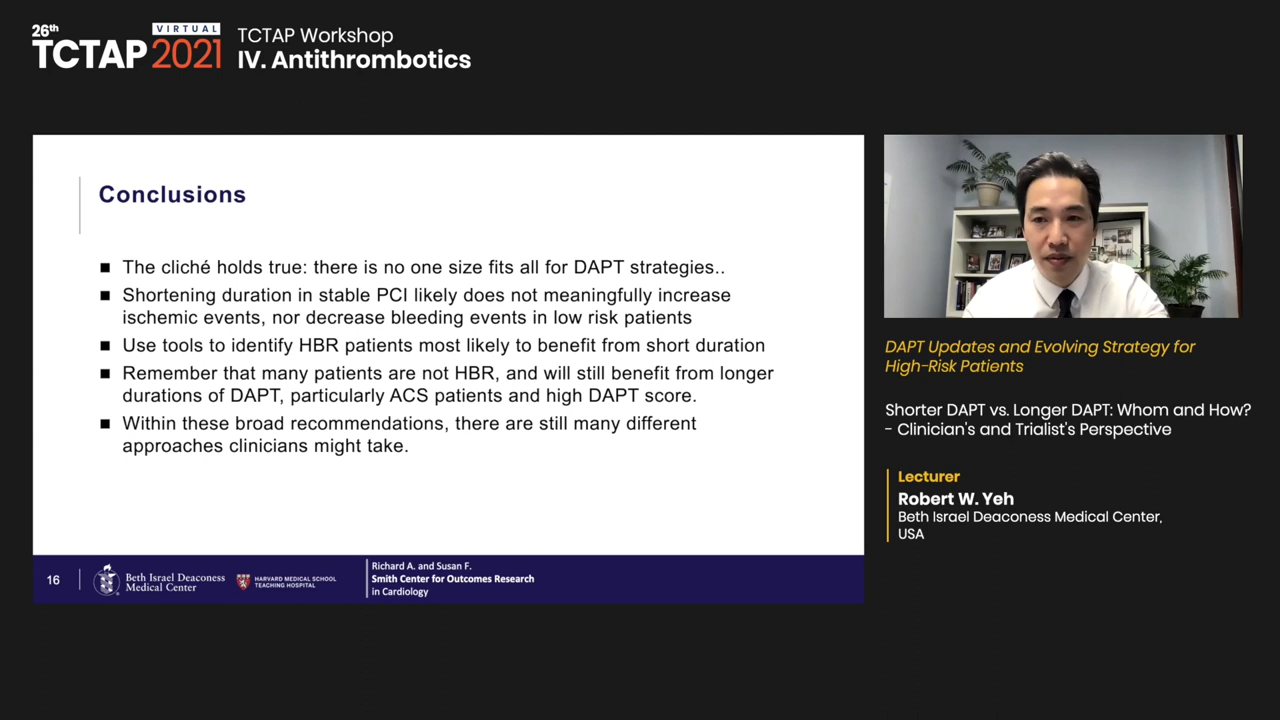 26th
VIRTUAL
TCTAP 2021
TCTAP Workshop
IV. Antithrombotics
Conclusions
■ The cliché holds true: there is no one size fits all for DAPT strategies..
■ Shortening duration in stable PCI likely does not meaningfully increase
ischemic events, nor decrease bleeding events in low risk patients
■ Use tools to identify HBR patients most likely to benefit from short duration
■ Remember that many patients are not HBR, and will still benefit from longer
durations of DAPT, particularly ACS patients and high DAPT score.
■ Within these broad recommendations, there are still many different
approaches clinicians might take.
16
Beth Israel Deaconess
Medical Center
HARVARD MEDICAL SCHOOL
TEACHING HOSPITAL
Richard A. and Susan F.
Smith Center for Outcomes Research
in Cardiology
DAPT Updates and Evolving Strategy for
High-Risk Patients
Shorter DAPT vs. Longer DAPT: Whom and How?
- Clinician's and Trialist's Perspective
Lecturer
Robert W. Yeh
Beth Israel Deaconess Medical Center,
USA